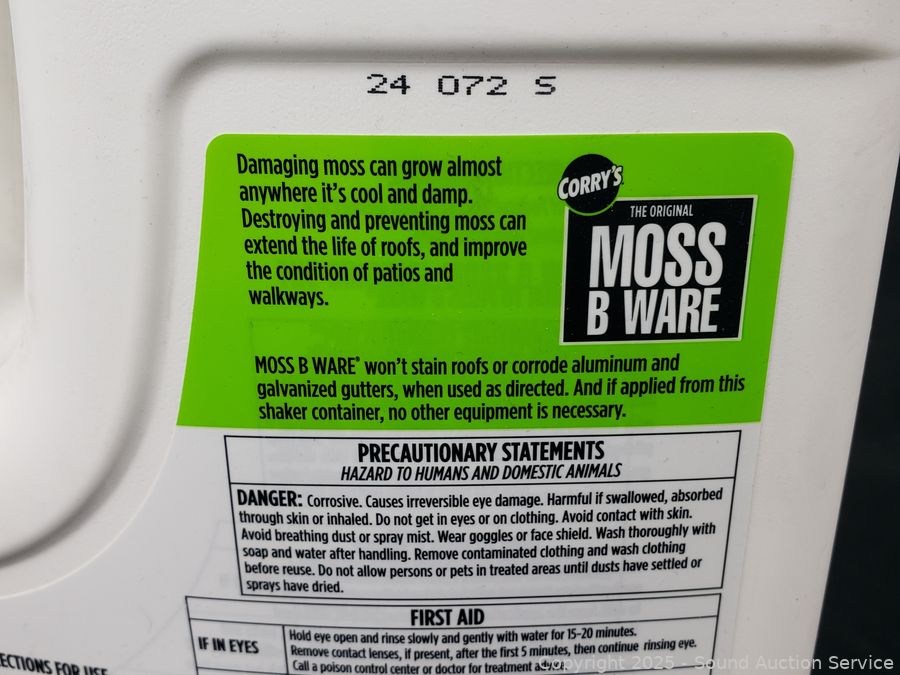 24 072 S
Damaging moss can grow almost
anywhere it's cool and damp.
Destroying and preventing moss can
extend the life of roofs, and improve
the condition of patios and
walkways.
CORRY'S
THE ORIGINAL
MOSS
B WARE
MOSS B WARE® won't stain roofs or corrode aluminum and
galvanized gutters, when used as directed. And if applied from this
shaker container, no other equipment is necessary.
PRECAUTIONARY STATEMENTS
HAZARD TO HUMANS AND DOMESTIC ANIMALS
DANGER: Corrosive. Causes irreversible eye damage. Harmful if swallowed, absorbed
through skin or inhaled. Do not get in eyes or on clothing. Avoid contact with skin.
Avoid breathing dust or spray mist. Wear goggles or face shield. Wash thoroughly with
soap and water after handling. Remove contaminated clothing and wash clothing
before reuse. Do not allow persons or pets in treated areas until dusts have settled or
sprays have dried.
FIRST AID
IF IN EYES
Hold eye open and rinse slowly and gently with water for 15-20 minutes.
Remove contact lenses, if present, after the first 5 minutes, then continue rinsing eye.
Call a poison control center or doctor for treatment
ECTIONS FOR USE
Copyright 2025 - Sound Auction Service